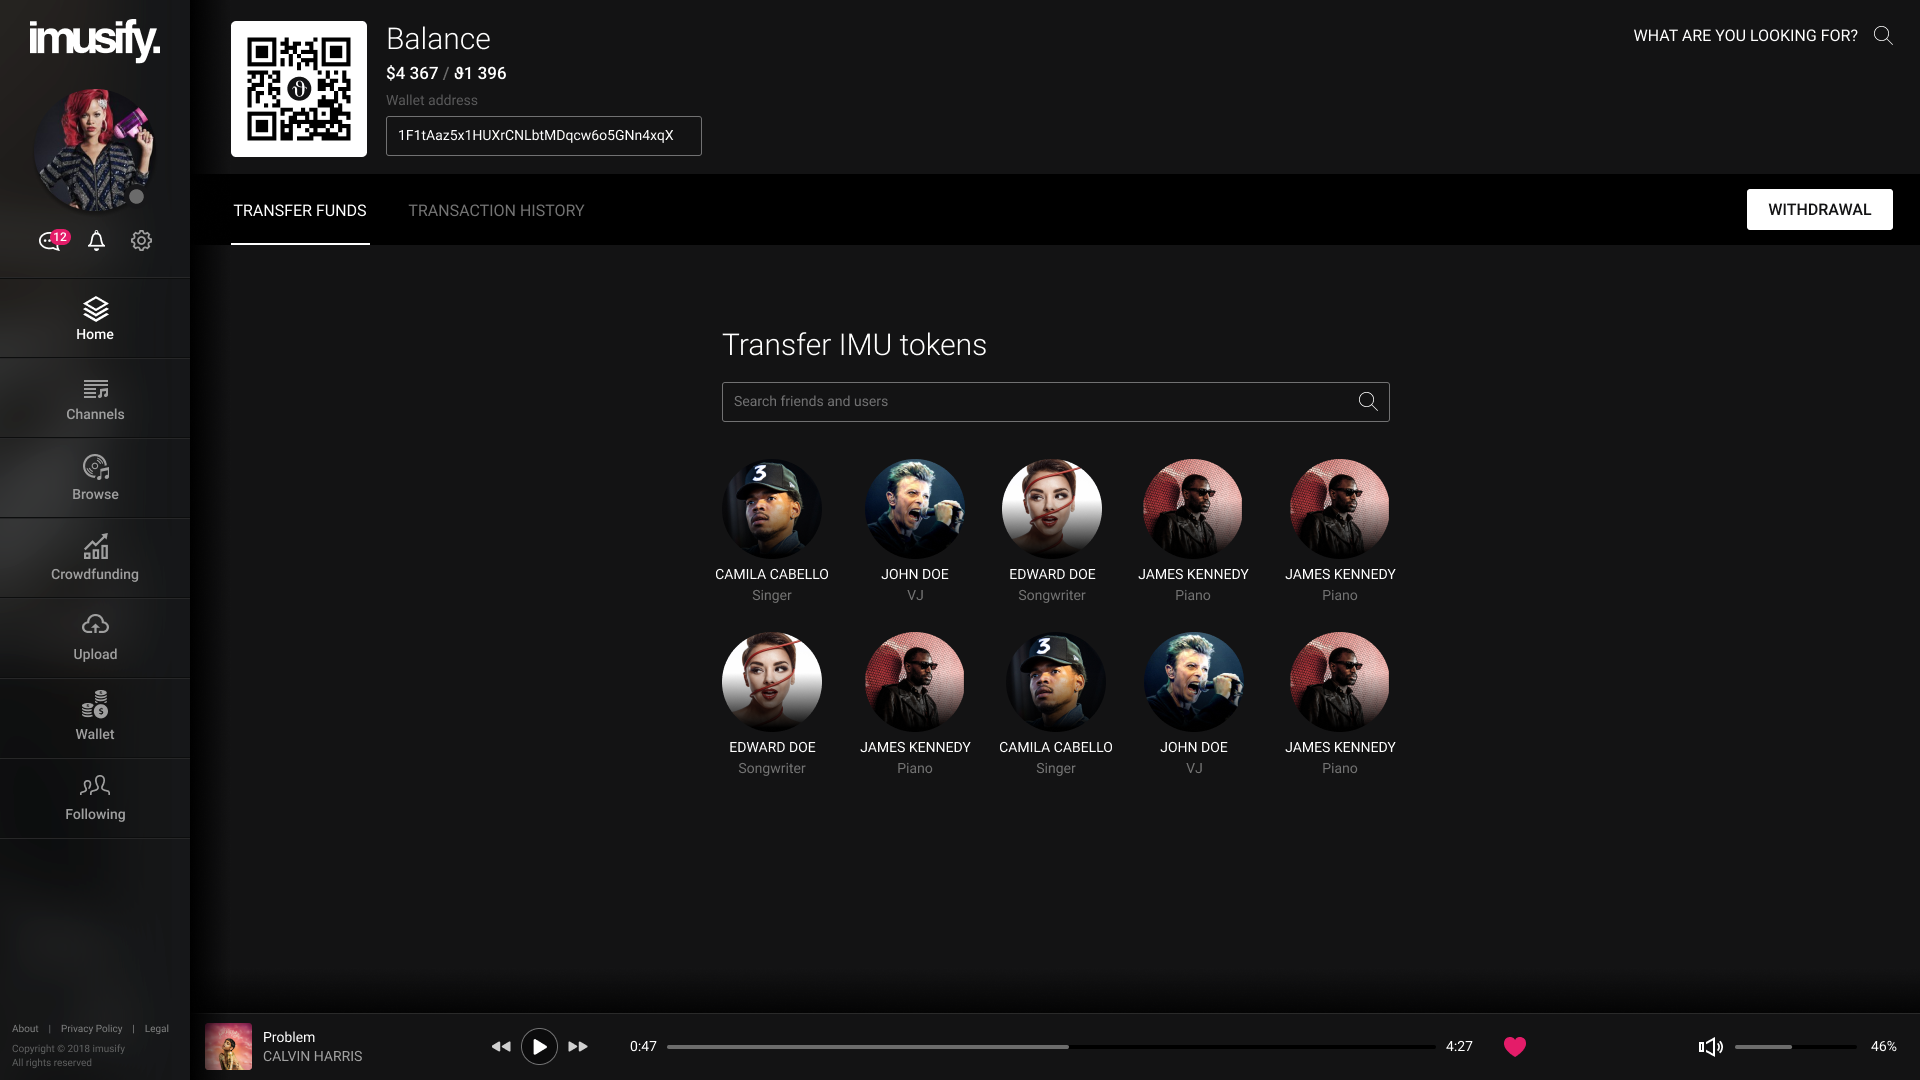 imusify.
12
Home
Channels
Browse
Crowdfunding
Upload
Wallet
Following
About | Privacy Policy | Legal
Copyright © 2018 imusify
All rights reserved
Balance
$4 367 / ϑ1 396
Wallet address
1F1tAaz5x1HUXrCNLbtMDqcw6o5GNn4xqX
WHAT ARE YOU LOOKING FOR?
TRANSFER FUNDS
TRANSACTION HISTORY
WITHDRAWAL
Transfer IMU tokens
Search friends and users
3
CAMILA CABELLO
Singer
JOHN DOE
VJ
EDWARD DOE
Songwriter
JAMES KENNEDY
Piano
JAMES KENNEDY
Piano
EDWARD DOE
Songwriter
JAMES KENNEDY
Piano
3
CAMILA CABELLO
Singer
JOHN DOE
VJ
JAMES KENNEDY
Piano
Problem
CALVIN HARRIS
0:47
4:27
46%